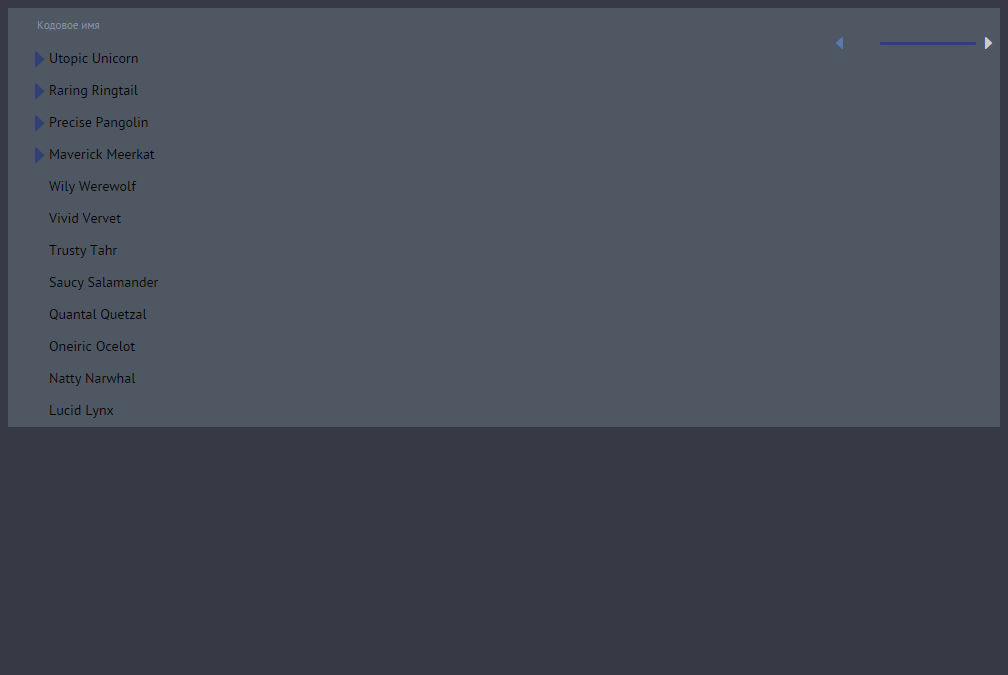 Кодовое имя
Utopic Unicorn
Raring Ringtail
Precise Pangolin
Maverick Meerkat
Wily Werewolf
Vivid Vervet
Trusty Tahr
Saucy Salamander
Quantal Quetzal
Oneiric Ocelot
Natty Narwhal
Lucid Lynx